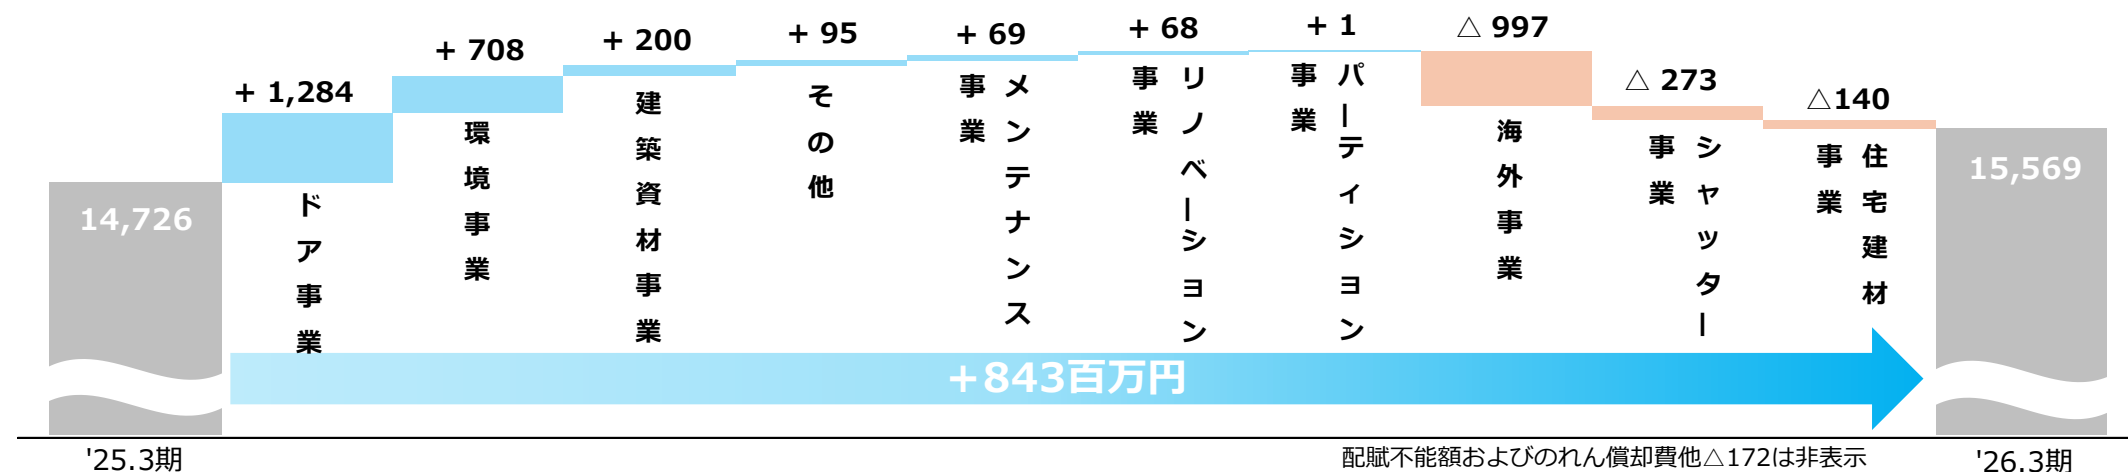 14,726
+ 1,284
ドア事業
+ 708
環境事業
+ 200
建築資材事業
+ 95
その他
+ 69
メンテナンス
事業
+ 68
リノベーション
事業
+ 1
パーティション
事業
△ 997
海外事業
△ 273
シャッター
事業
△140
住宅建材
事業
15,569
+843百万円
配賦不能額およびのれん償却費他△172は非表示
'25.3期
'26.3期